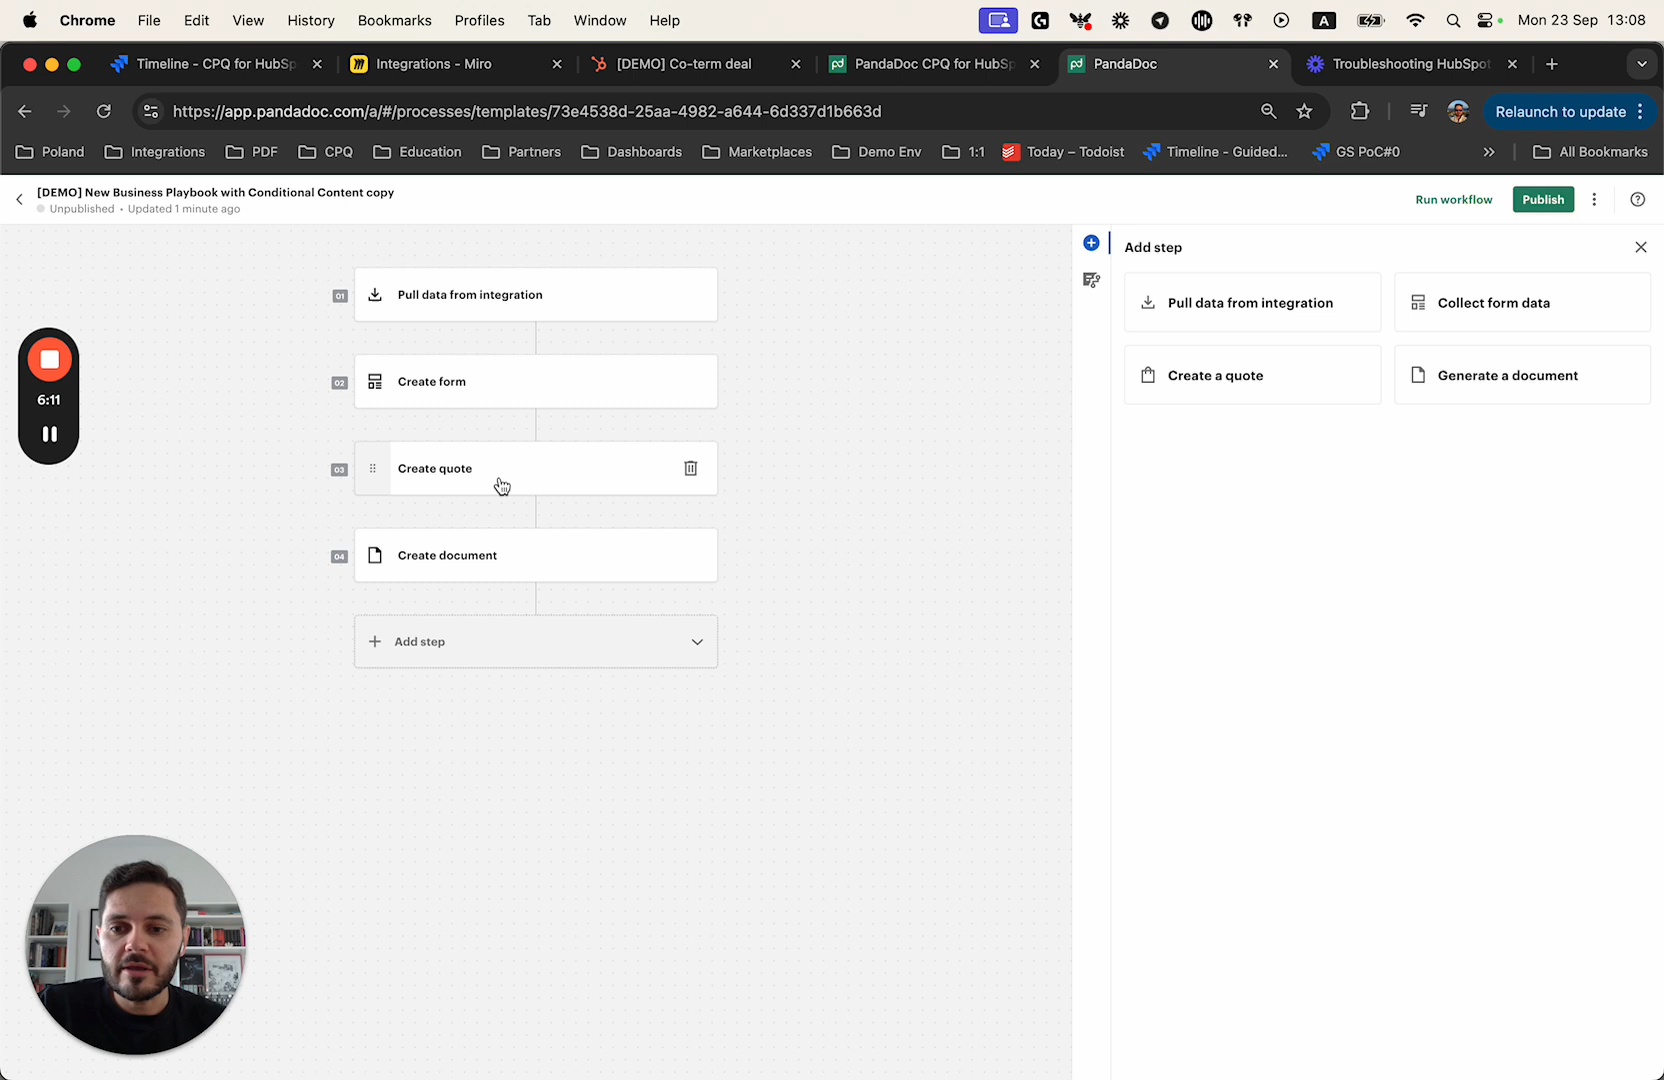 Chrome File Edit View History Bookmarks Profiles Tab Window Help A Mon 23 Sep 13:08
Timeline - CPQ for HubSp Integrations - Miro [DEMO] Co-term deal PandaDoc CPQ for HubSp PandaDoc Troubleshooting HubSpot
https://app.pandadoc.com/a/#/processes/templates/73e4538d-25aa-4982-a644-6d337d1b663d Relaunch to update
Poland Integrations PDF CPQ Education Partners Dashboards Marketplaces Demo Env 1:1 Today – Todoist Timeline - Guided... GS PoC#0 All Bookmarks
[DEMO] New Business Playbook with Conditional Content copy
Unpublished • Updated 1 minute ago
Run workflow Publish
Add step
01 Pull data from integration
Pull data from integration Collect form data
02 Create form
Create a quote Generate a document
6:11
03 Create quote
04 Create document
Add step